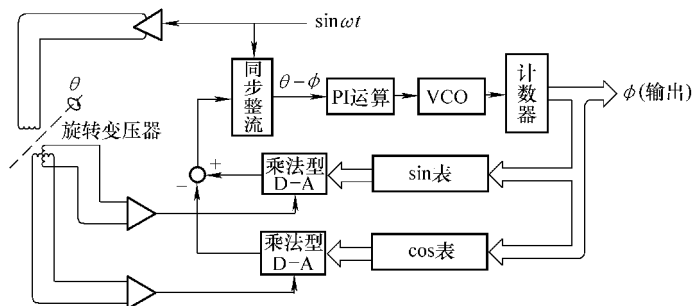 sinωt
θ
旋转变压器
同步整流
θ-ϕ
PI运算
VCO
计数器
ϕ(输出)
+
−
乘法型
D-A
sin表
乘法型
D-A
cos表